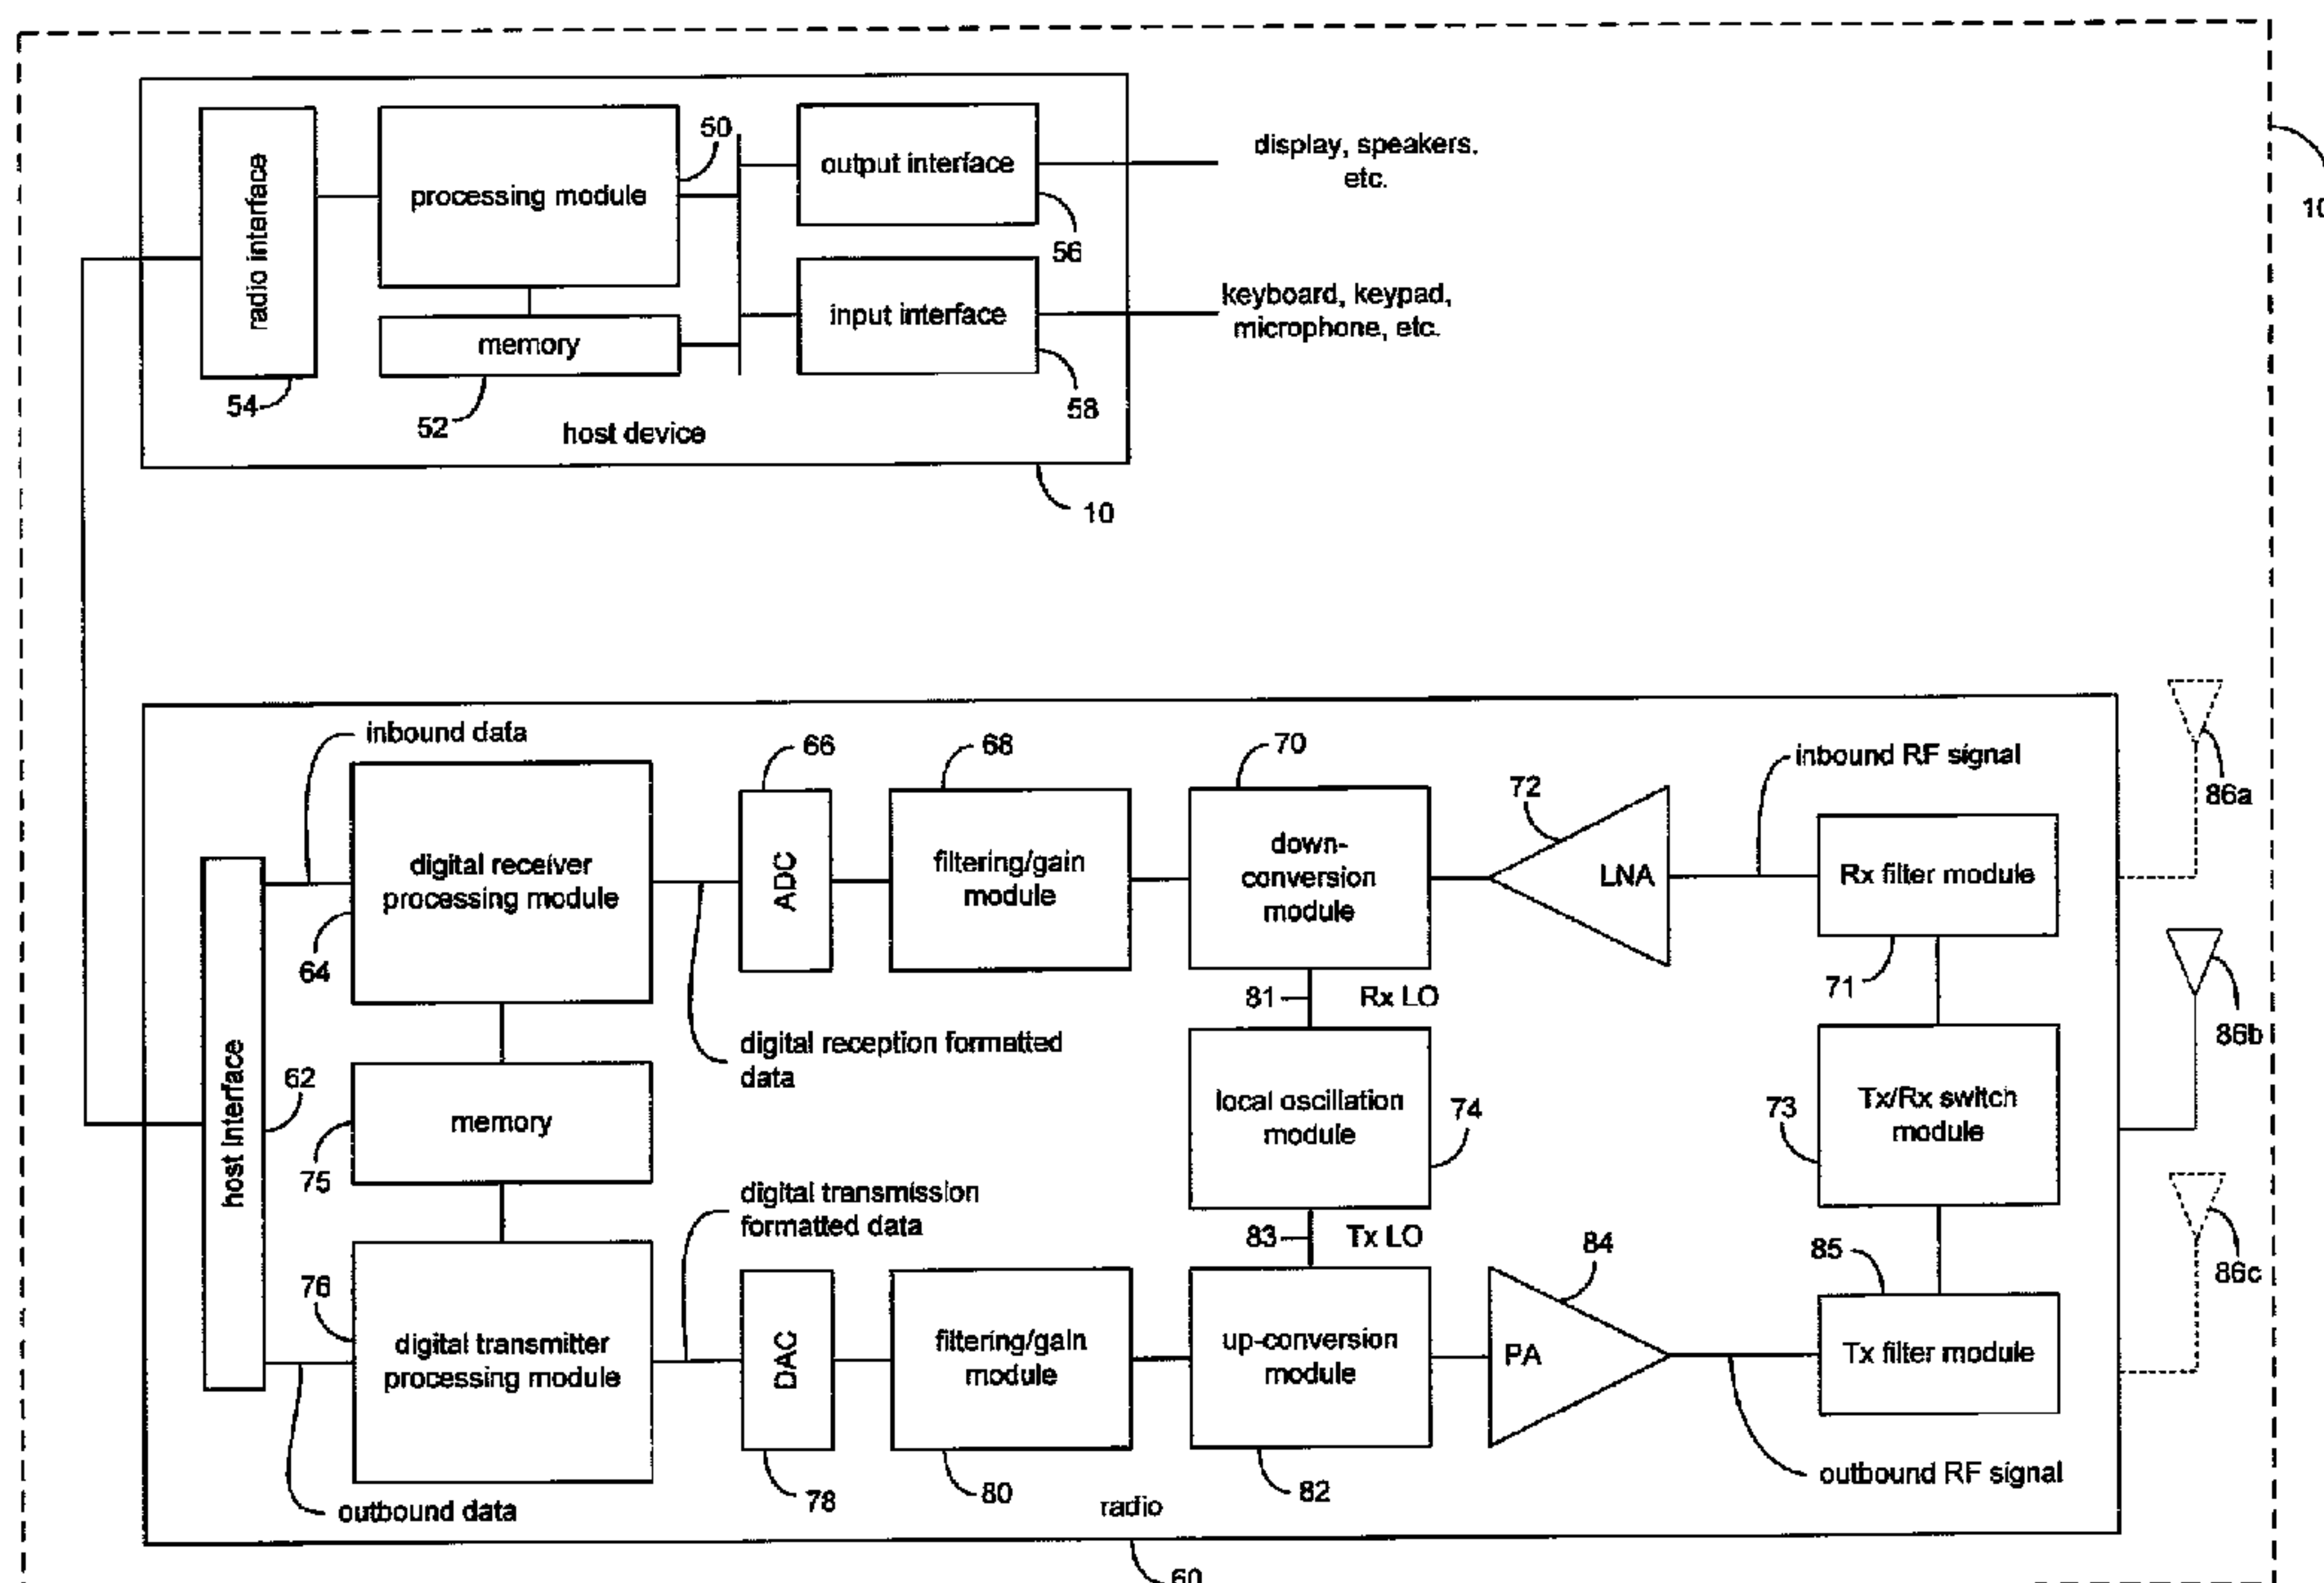 radio interface
processing module
50
output interface
display, speakers.
etc.
10
56
input interface
keyboard, keypad,
microphone, etc.
memory
54
52
58
host device
10
inbound data
66
68
70
72
inbound RF signal
86a
digital receiver
processing module
ADC
filtering/gain
module
down-
conversion
module
LNA
Rx filter module
64
71
81
Rx LO
86b
digital reception formatted
data
host interface
62
memory
local oscillation
module
74
73
Tx/Rx switch
module
75
digital transmission
formatted data
83
Tx LO
84
85
86c
76
digital transmitter
processing module
DAC
filtering/gain
module
up-conversion
module
PA
Tx filter module
outbound data
78
80
82
outbound RF signal
radio
60